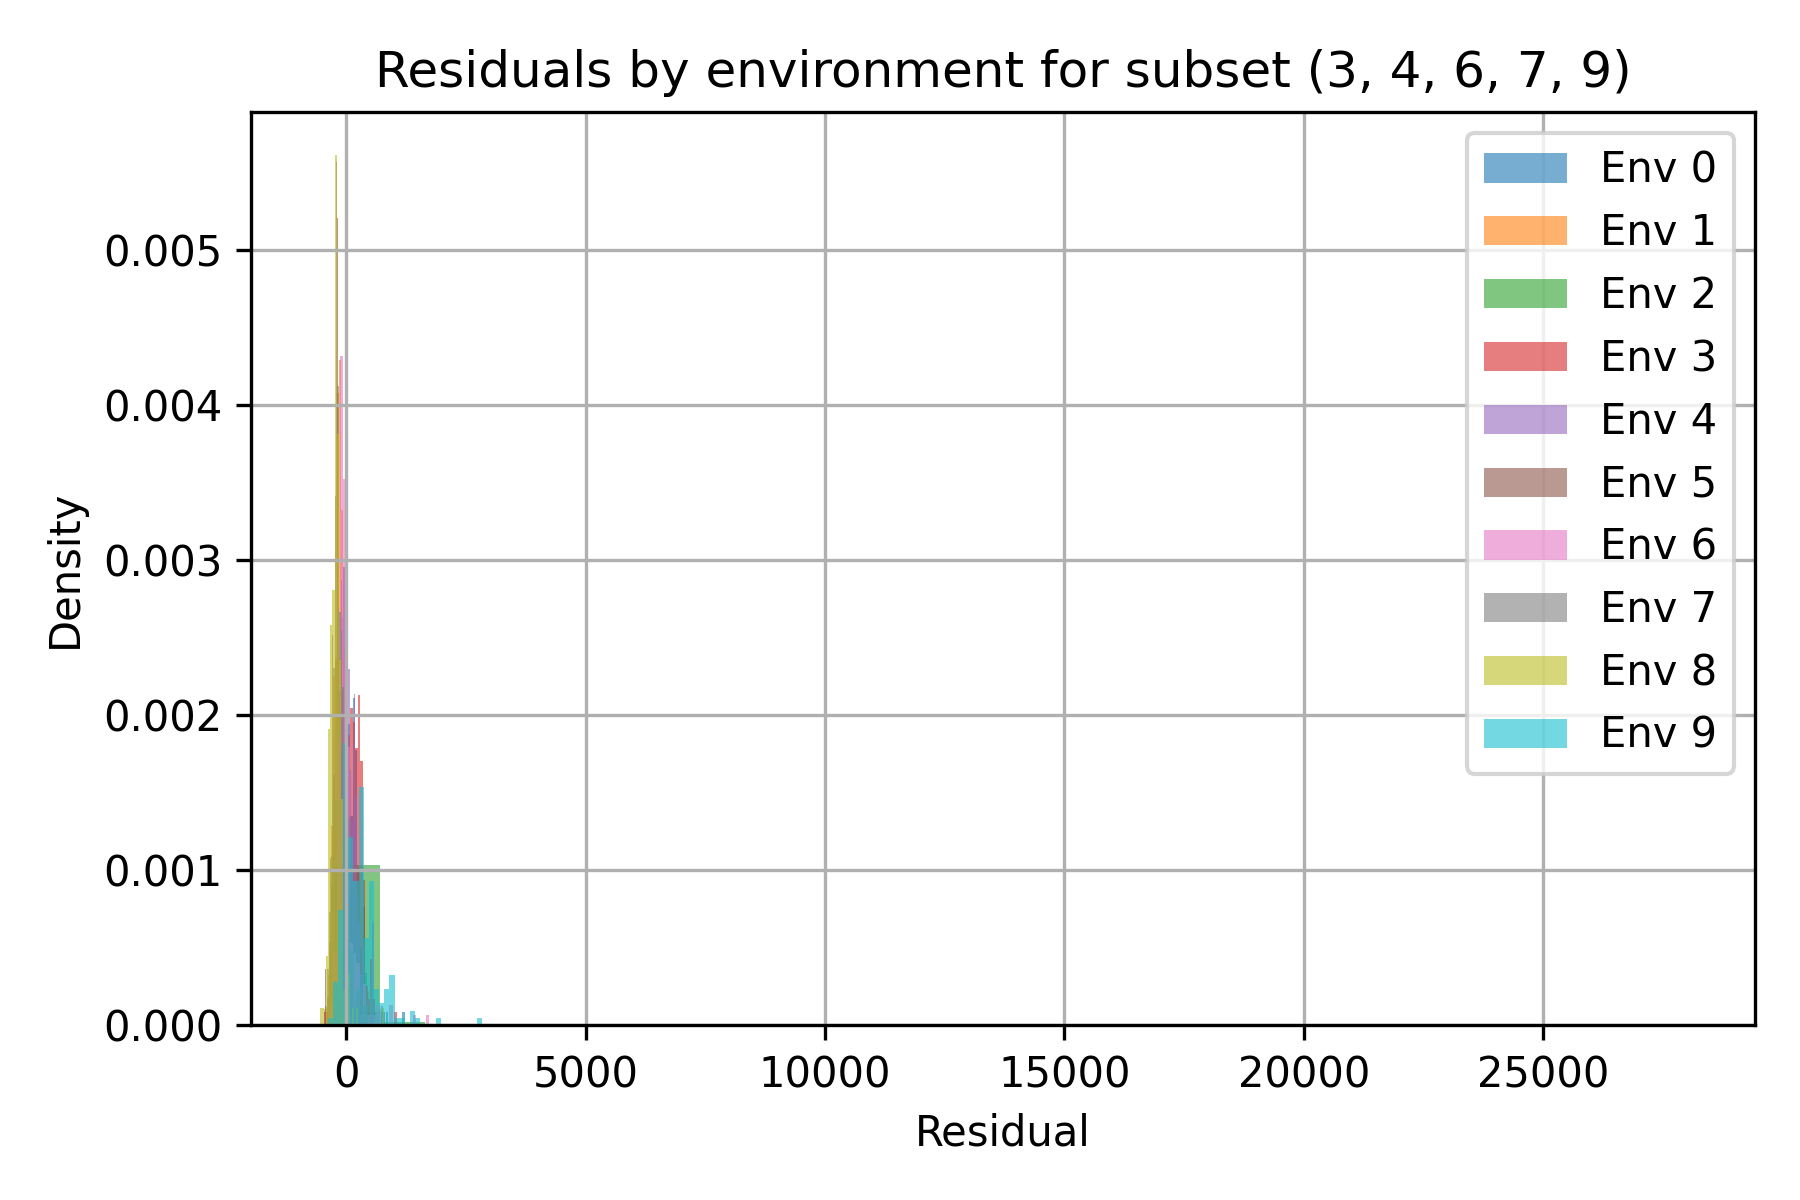 Residuals by environment for subset (3, 4, 6, 7, 9)
Density
0.005
0.004
0.003
0.002
0.001
0.000
0
5000
10000
15000
20000
25000
Residual
Env 0
Env 1
Env 2
Env 3
Env 4
Env 5
Env 6
Env 7
Env 8
Env 9